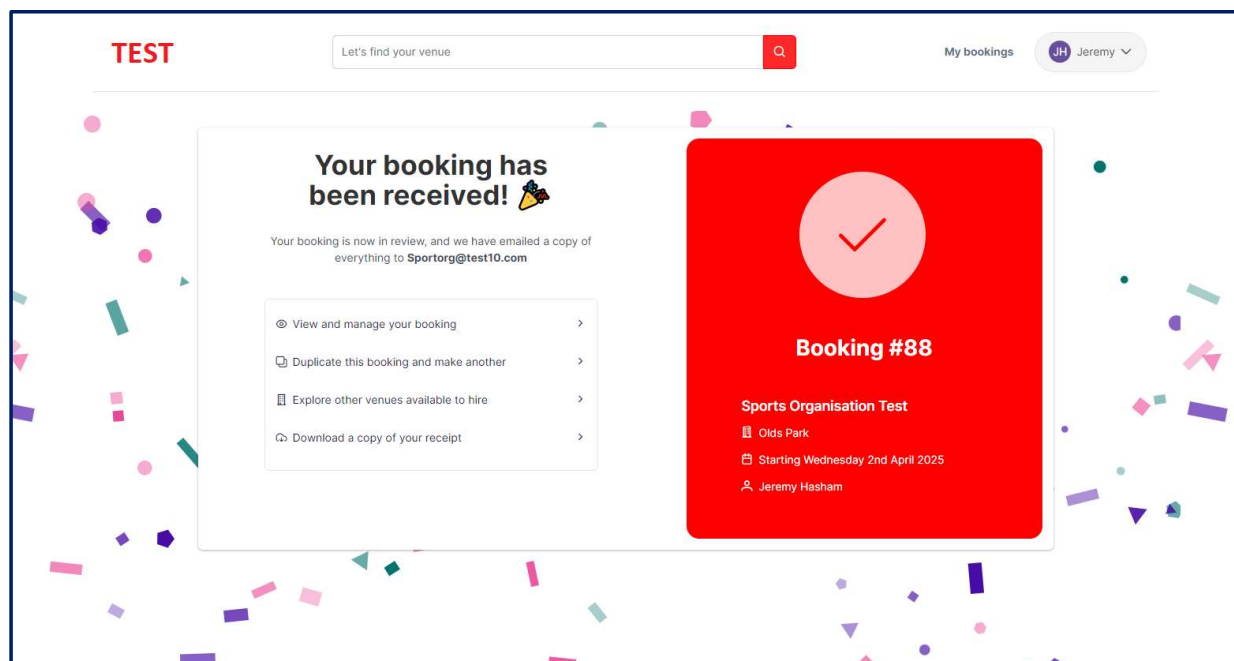 TEST
Let's find your venue
My bookings
JH Jeremy
Your booking has
been received!
Your booking is now in review, and we have emailed a copy of
everything to Sportorg@test10.com
View and manage your booking
Duplicate this booking and make another
Explore other venues available to hire
Download a copy of your receipt
Booking #88
Sports Organisation Test
Olds Park
Starting Wednesday 2nd April 2025
Jeremy Hasham